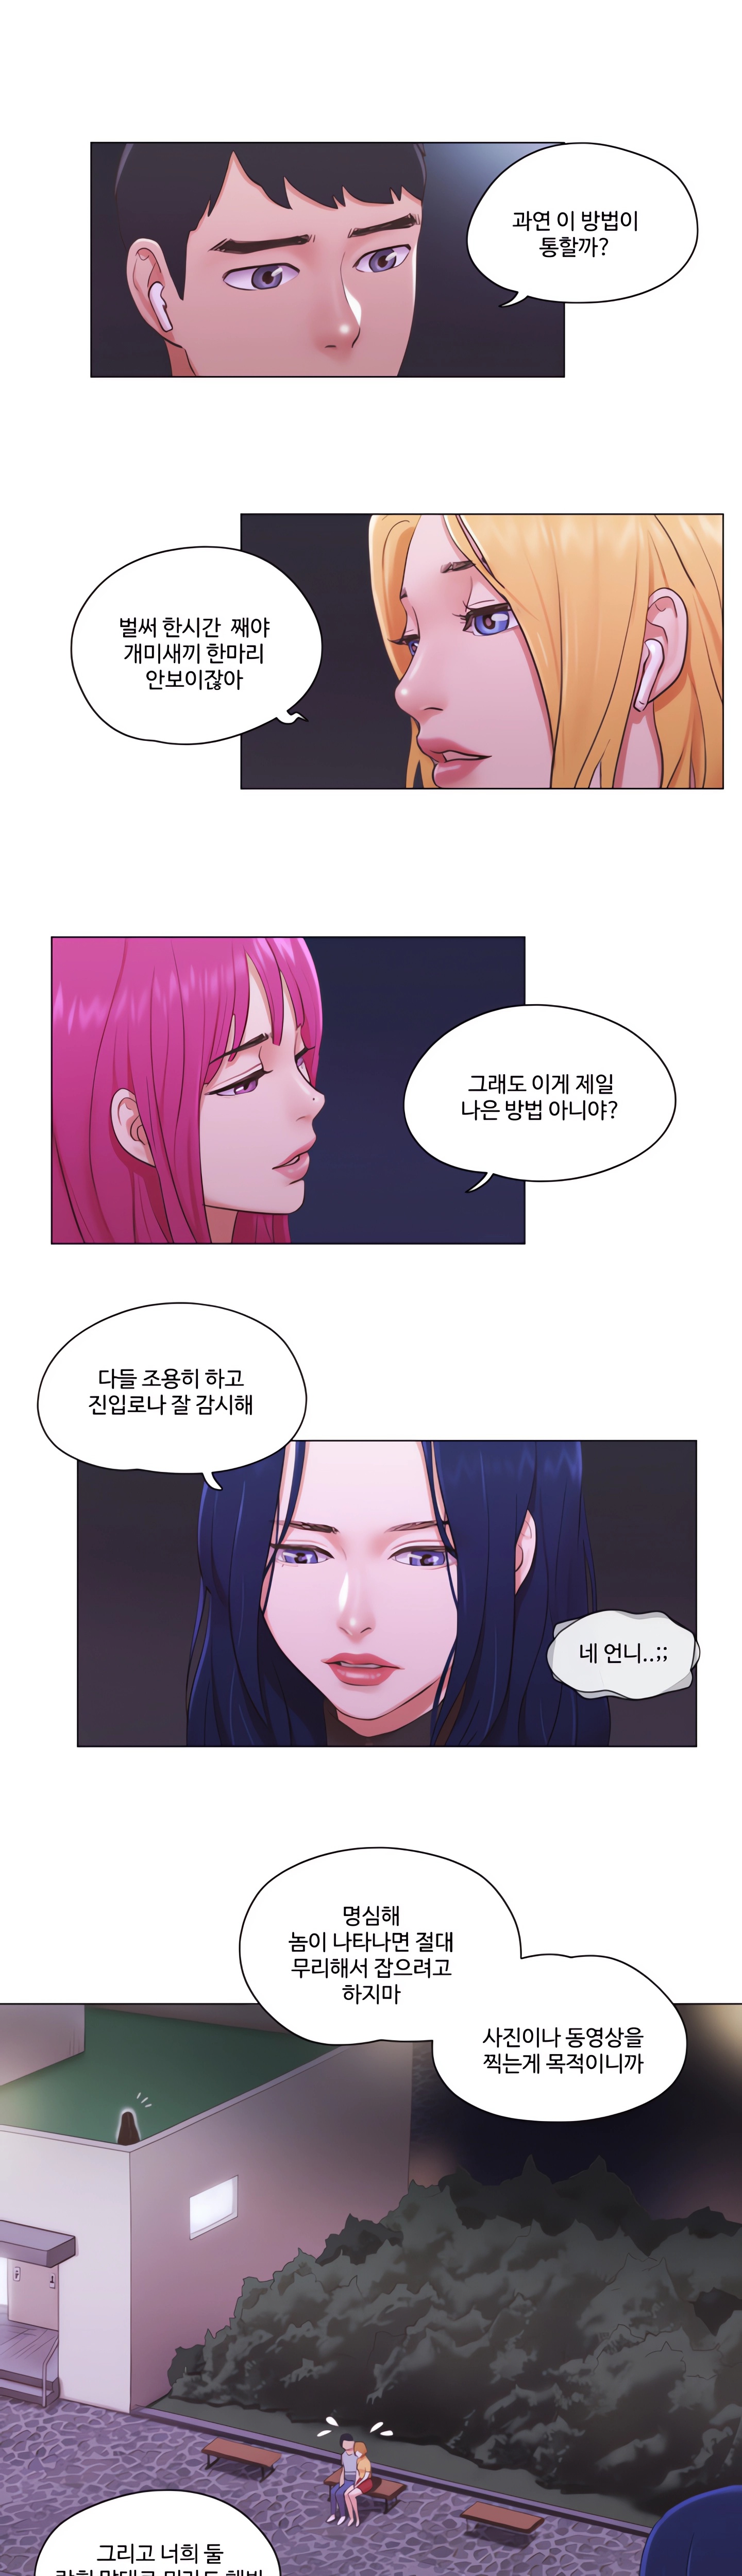 과연 이 방법이
통할까?
벌써 한시간 째야
개미새끼 한마리
안보이잖아
그래도 이게 제일
나은 방법 아니야?
다들 조용히 하고
진입로나 잘 감시해
네 언니..;;
명심해
놈이 나타나면 절대
무리해서 잡으려고
하지마
사진이나 동영상을
찍는게 목적이니까
그리고 너희 둘